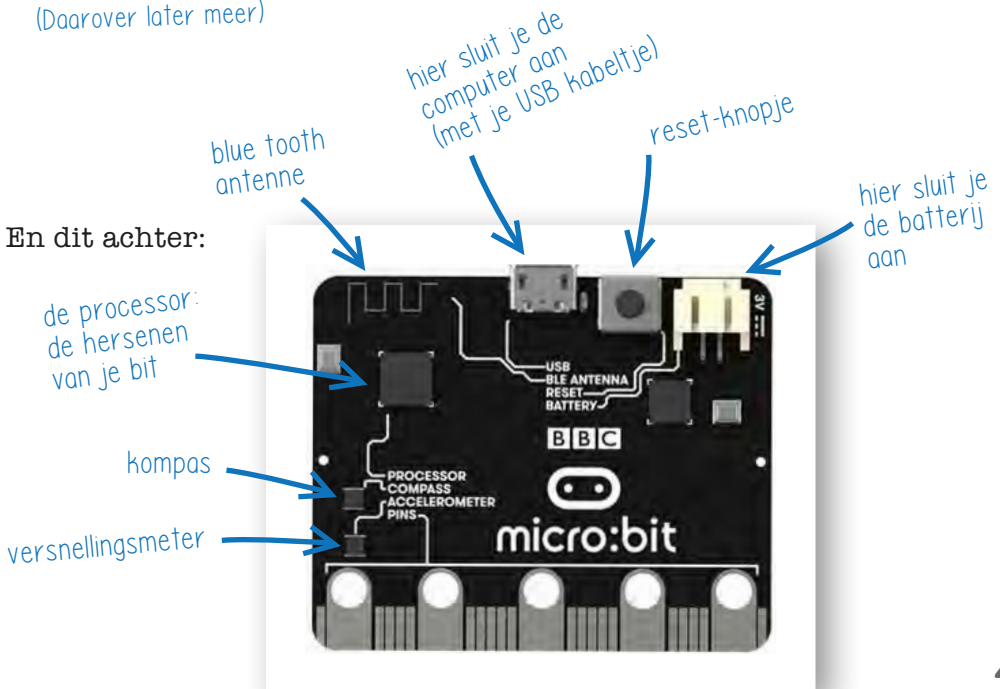 (Daarover later meer)
hier sluit je de
computer aan
(met je USB kabeltje)
reset-knopje
blue tooth
antenne
hier sluit je
de batterij
aan
En dit achter:
de processor:
de hersenen
van je bit
3V
USB
BLE ANTENNA
RESET
BATTERY
BBC
kompas
PROCESSOR
COMPASS
ACCELEROMETER
PINS
micro:bit
versnellingsmeter